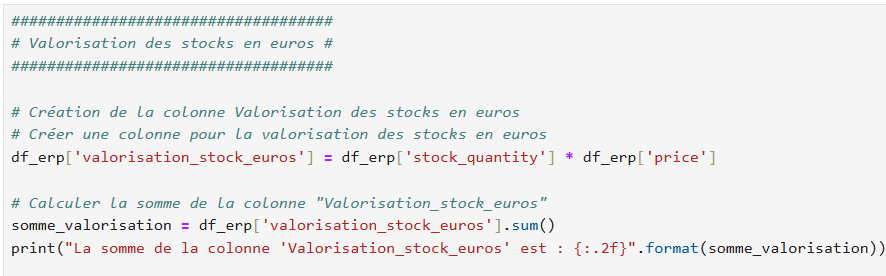 ####################################
# Valorisation des stocks en euros #
####################################
# Création de la colonne Valorisation des stocks en euros
# Créer une colonne pour la valorisation des stocks en euros
df_erp['valorisation_stock_euros'] = df_erp['stock_quantity'] * df_erp['price']
# Calculer la somme de la colonne "Valorisation_stock_euros"
somme_valorisation = df_erp['valorisation_stock_euros'].sum()
print("La somme de la colonne 'Valorisation_stock_euros' est : {:.2f}".format(somme_valorisation))